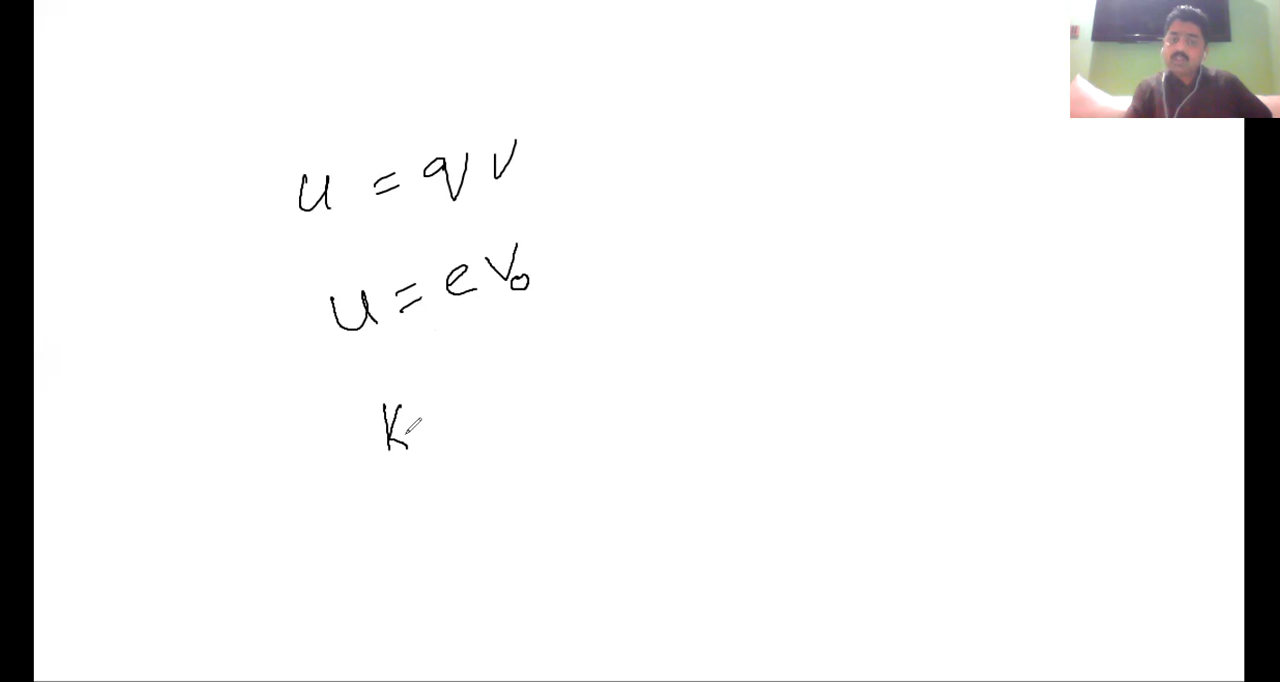 u = qv
u = ev₀
K